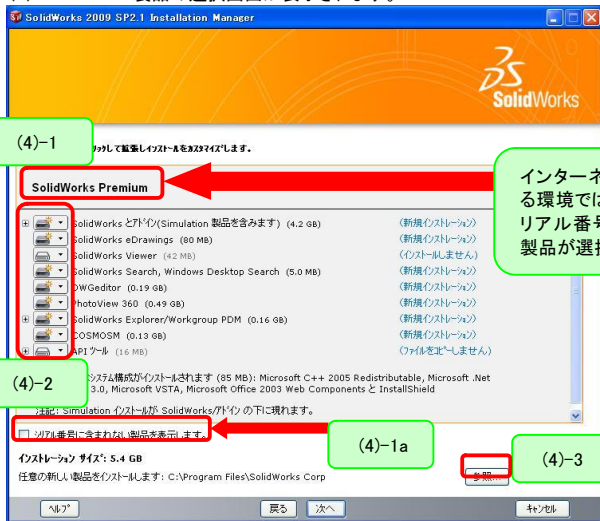 SolidWorks 2009 SP2.1 Installation Manager
SolidWorks
(4)-1
して拡張しインストールをカスタマイズします。
SolidWorks Premium
インターネ
る環境では
リアル番号
製品が選
SolidWorks とアドイン(Simulation 製品を含みます) (4.2 GB) (新規インストレーション)
SolidWorks eDrawings (80 MB) (新規インストレーション)
SolidWorks Viewer (42 MB) (インストールしません)
SolidWorks Search, Windows Desktop Search (5.0 MB) (新規インストレーション)
DWGeditor (0.19 GB) (新規インストレーション)
PhotoView 360 (0.49 GB) (新規インストレーション)
SolidWorks Explorer/Workgroup PDM (0.16 GB) (新規インストレーション)
COSMOSM (0.13 GB) (新規インストレーション)
API ツール (16 MB) (ファイルをコピーしません)
(4)-2
システム構成がインストールされます (85 MB): Microsoft C++ 2005 Redistributable, Microsoft .Net
3.0, Microsoft VSTA, Microsoft Office 2003 Web Components と InstallShield
注記: Simulation インストールが SolidWorks/アドイン の下に現れます。
シリアル番号に含まれない製品を表示します。
(4)-1a
インストレーション サイズ: 5.4 GB
任意の新しい製品をインストールします: C:\Program Files\SolidWorks Corp
参照...
(4)-3
ヘルプ
戻る
次へ
キャンセル